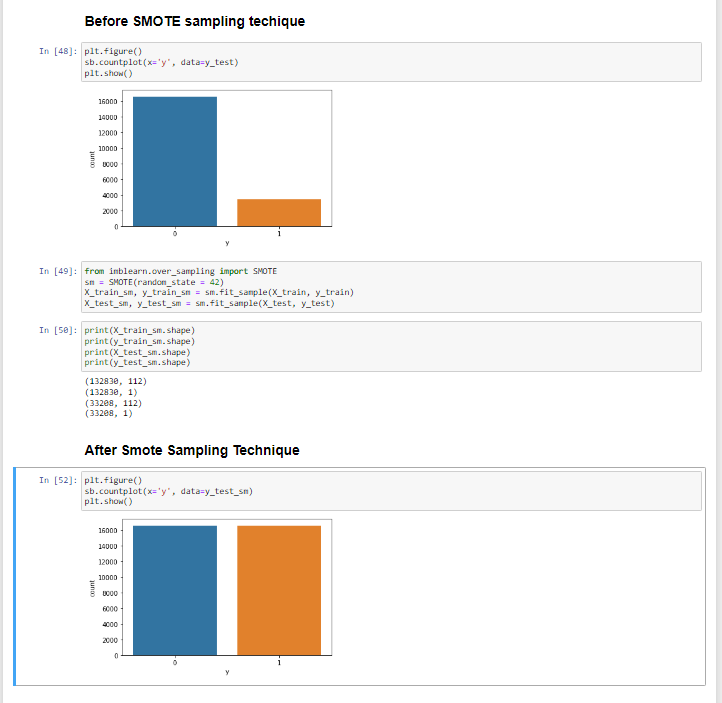 Before SMOTE sampling techique
In [48]: plt.figure()
sb.countplot(x='y', data=y_test)
plt.show()
16000
14000
12000
10000
8000
6000
4000
2000
0
count
0 1
y
In [49]: from imblearn.over_sampling import SMOTE
sm = SMOTE(random_state = 42)
X_train_sm, y_train_sm = sm.fit_sample(X_train, y_train)
X_test_sm, y_test_sm = sm.fit_sample(X_test, y_test)
In [50]: print(X_train_sm.shape)
print(y_train_sm.shape)
print(X_test_sm.shape)
print(y_test_sm.shape)
(132830, 112)
(132830, 1)
(33208, 112)
(33208, 1)
After Smote Sampling Technique
In [52]: plt.figure()
sb.countplot(x='y', data=y_test_sm)
plt.show()
16000
14000
12000
10000
8000
6000
4000
2000
0
count
0 1
y